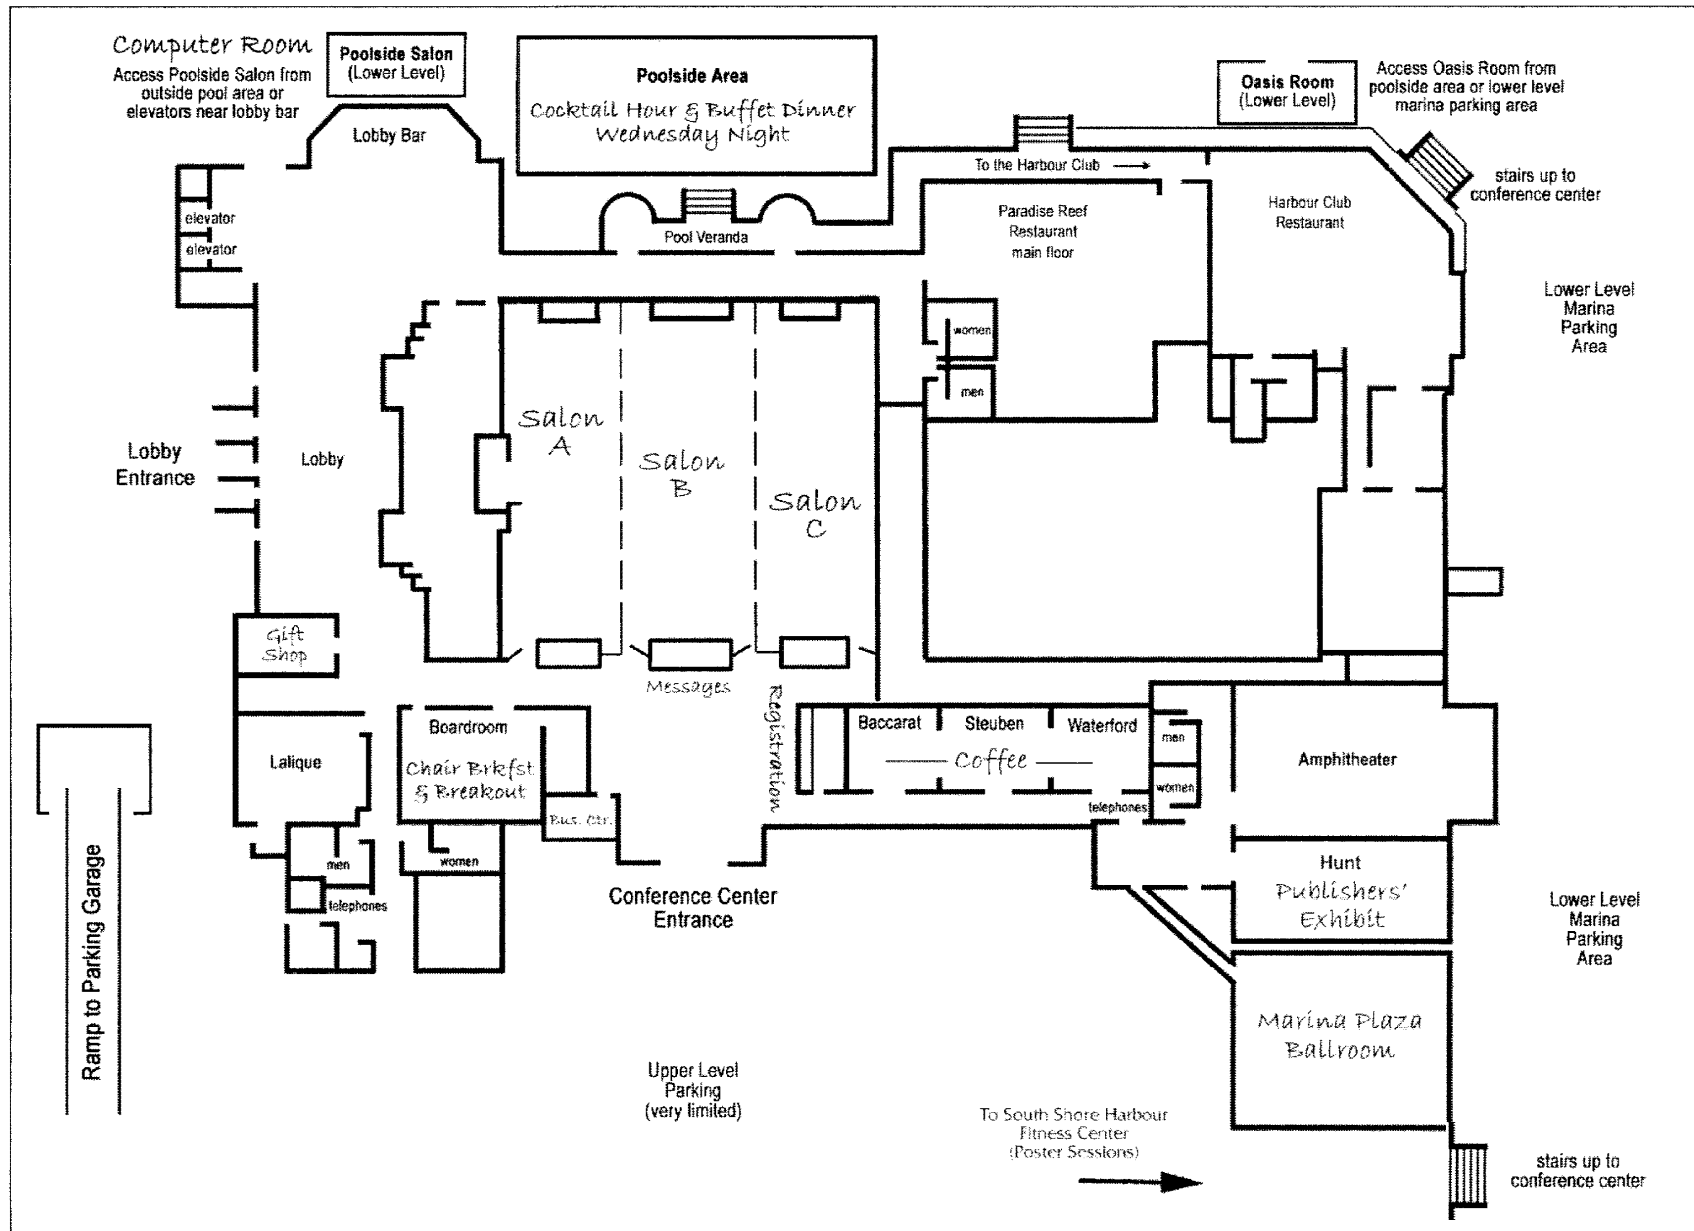 Computer Room
Access Poolside Salon from
outside pool area or
elevators near lobby bar
Poolside Salon
(Lower Level)
Lobby Bar
Poolside Area
Cocktail Hour & Buffet Dinner
Wednesday Night
Oasis Room
(Lower Level)
Access Oasis Room from
poolside area or lower level
marina parking area
To the Harbour Club
stairs up to
conference center
elevator
elevator
Pool Veranda
Paradise Reef
Restaurant
main floor
Harbour Club
Restaurant
Lower Level
Marina
Parking
Area
women
men
Lobby
Entrance
Lobby
Salon
A
Salon
B
Salon
C
Gift
Shop
Messages
Registration
Boardroom
Chair Brkfst
& Breakout
Bus. Ctr.
Lalique
Baccarat
Steuben
Waterford
Coffee
men
women
telephones
Amphitheater
men
telephones
women
Conference Center
Entrance
Hunt
Publishers'
Exhibit
Lower Level
Marina
Parking
Area
Ramp to Parking Garage
Marina Plaza
Ballroom
Upper Level
Parking
(very limited)
To South Shore Harbour
Fitness Center
(Poster Sessions)
stairs up to
conference center